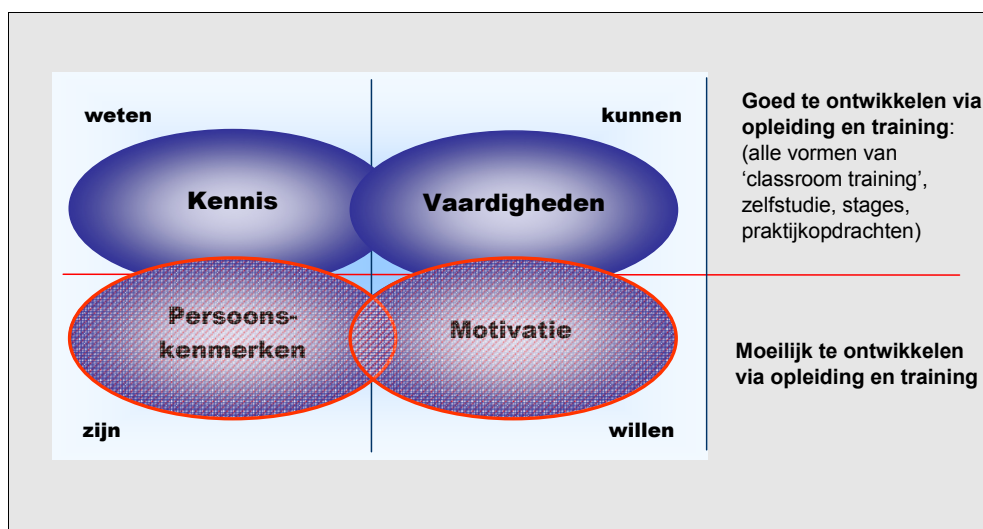 weten
kunnen
Kennis
Vaardigheden
Persoons-
kenmerken
Motivatie
zijn
willen
Goed te ontwikkelen via
opleiding en training:
(alle vormen van
‘classroom training’,
zelfstudie, stages,
praktijkopdrachten)
Moeilijk te ontwikkelen
via opleiding en training